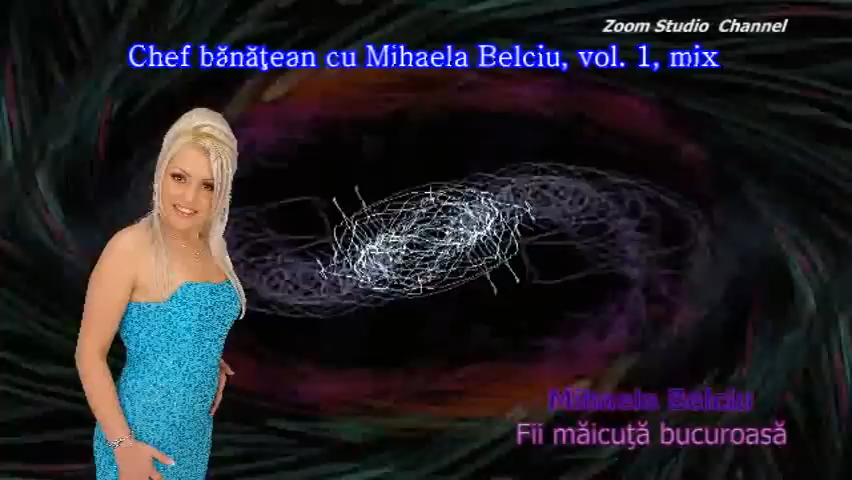 Zoom Studio Channel
Chef bănăţean cu Mihaela Belciu, vol. 1, mix
Mihaela Belciu
Fii măicuţă bucuroasă